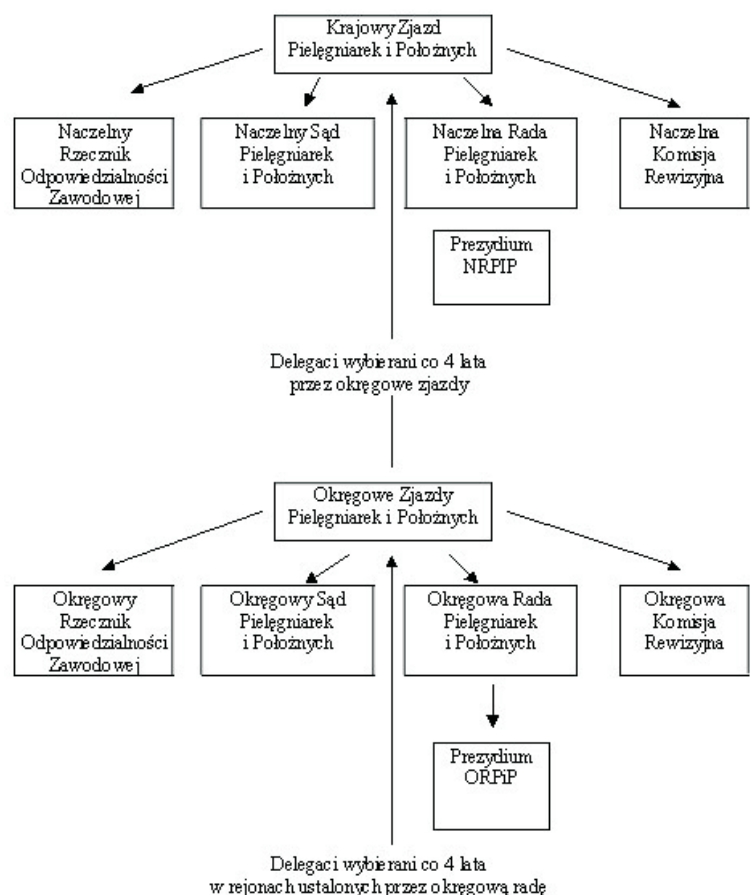 Krajowy Zjazd
Pielęgniarek i Położnych
Naczelny
Rzecznik
Odpowiedzialności
Zawodowej
Naczelny Sąd
Pielęgniarek
i Położnych
Naczelna Rada
Pielęgniarek
i Położnych
Naczelna
Komisja
Rewizyjna
Prezydium
NRPIP
Delegaci wybierani co 4 lata
przez okręgowe zjazdy
Okręgowe Zjazdy
Pielęgniarek i Położnych
Okręgowy
Rzecznik
Odpowiedzialności
Zawodowej
Okręgowy Sąd
Pielęgniarek
i Położnych
Okręgowa Rada
Pielęgniarek
i Położnych
Okręgowa
Komisja
Rewizyjna
Prezydium
ORPiP
Delegaci wybierani co 4 lata
w rejonach ustalonych przez okręgową radę